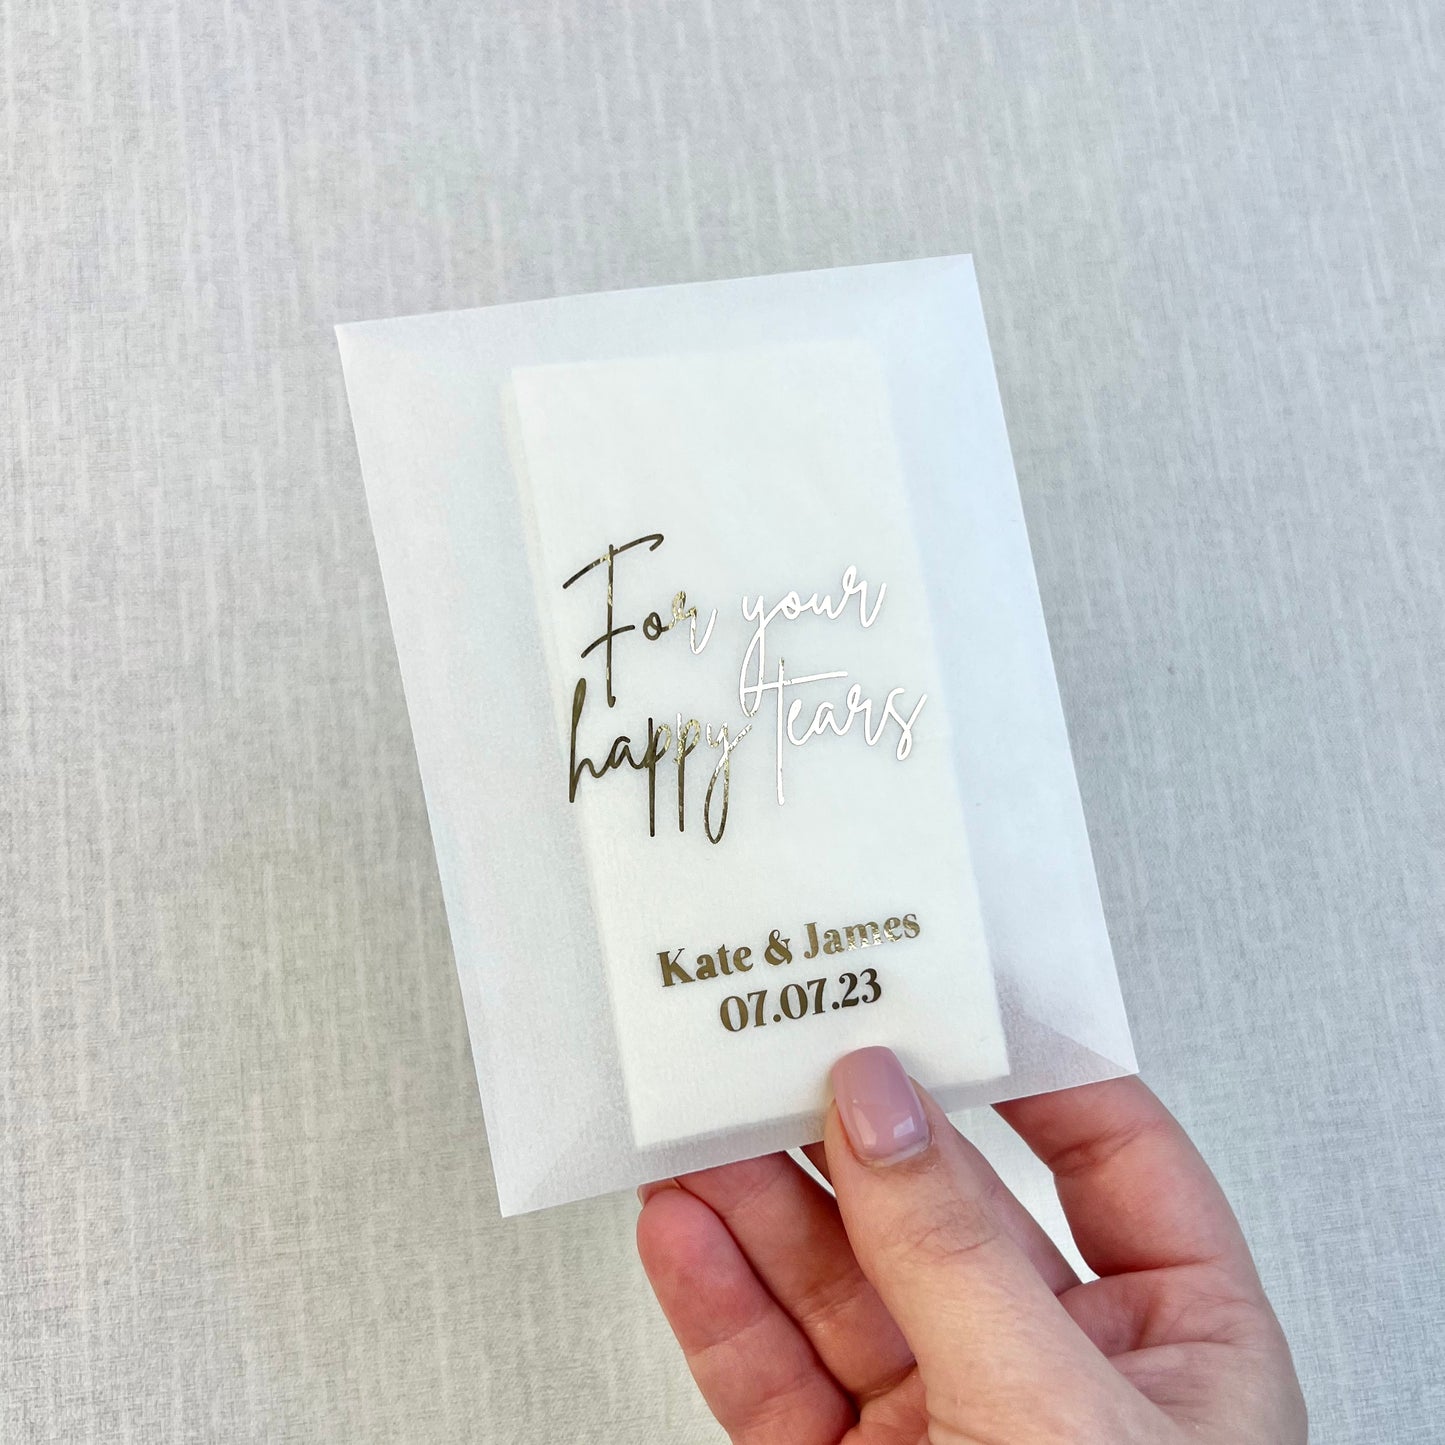 For your
happy tears
Kate & James
07.07.23